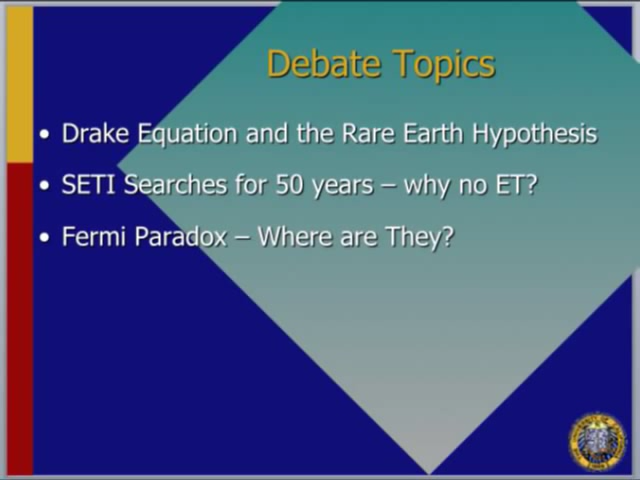 Debate Topics
• Drake Equation and the Rare Earth Hypothesis
• SETI Searches for 50 years – why no ET?
• Fermi Paradox – Where are They?